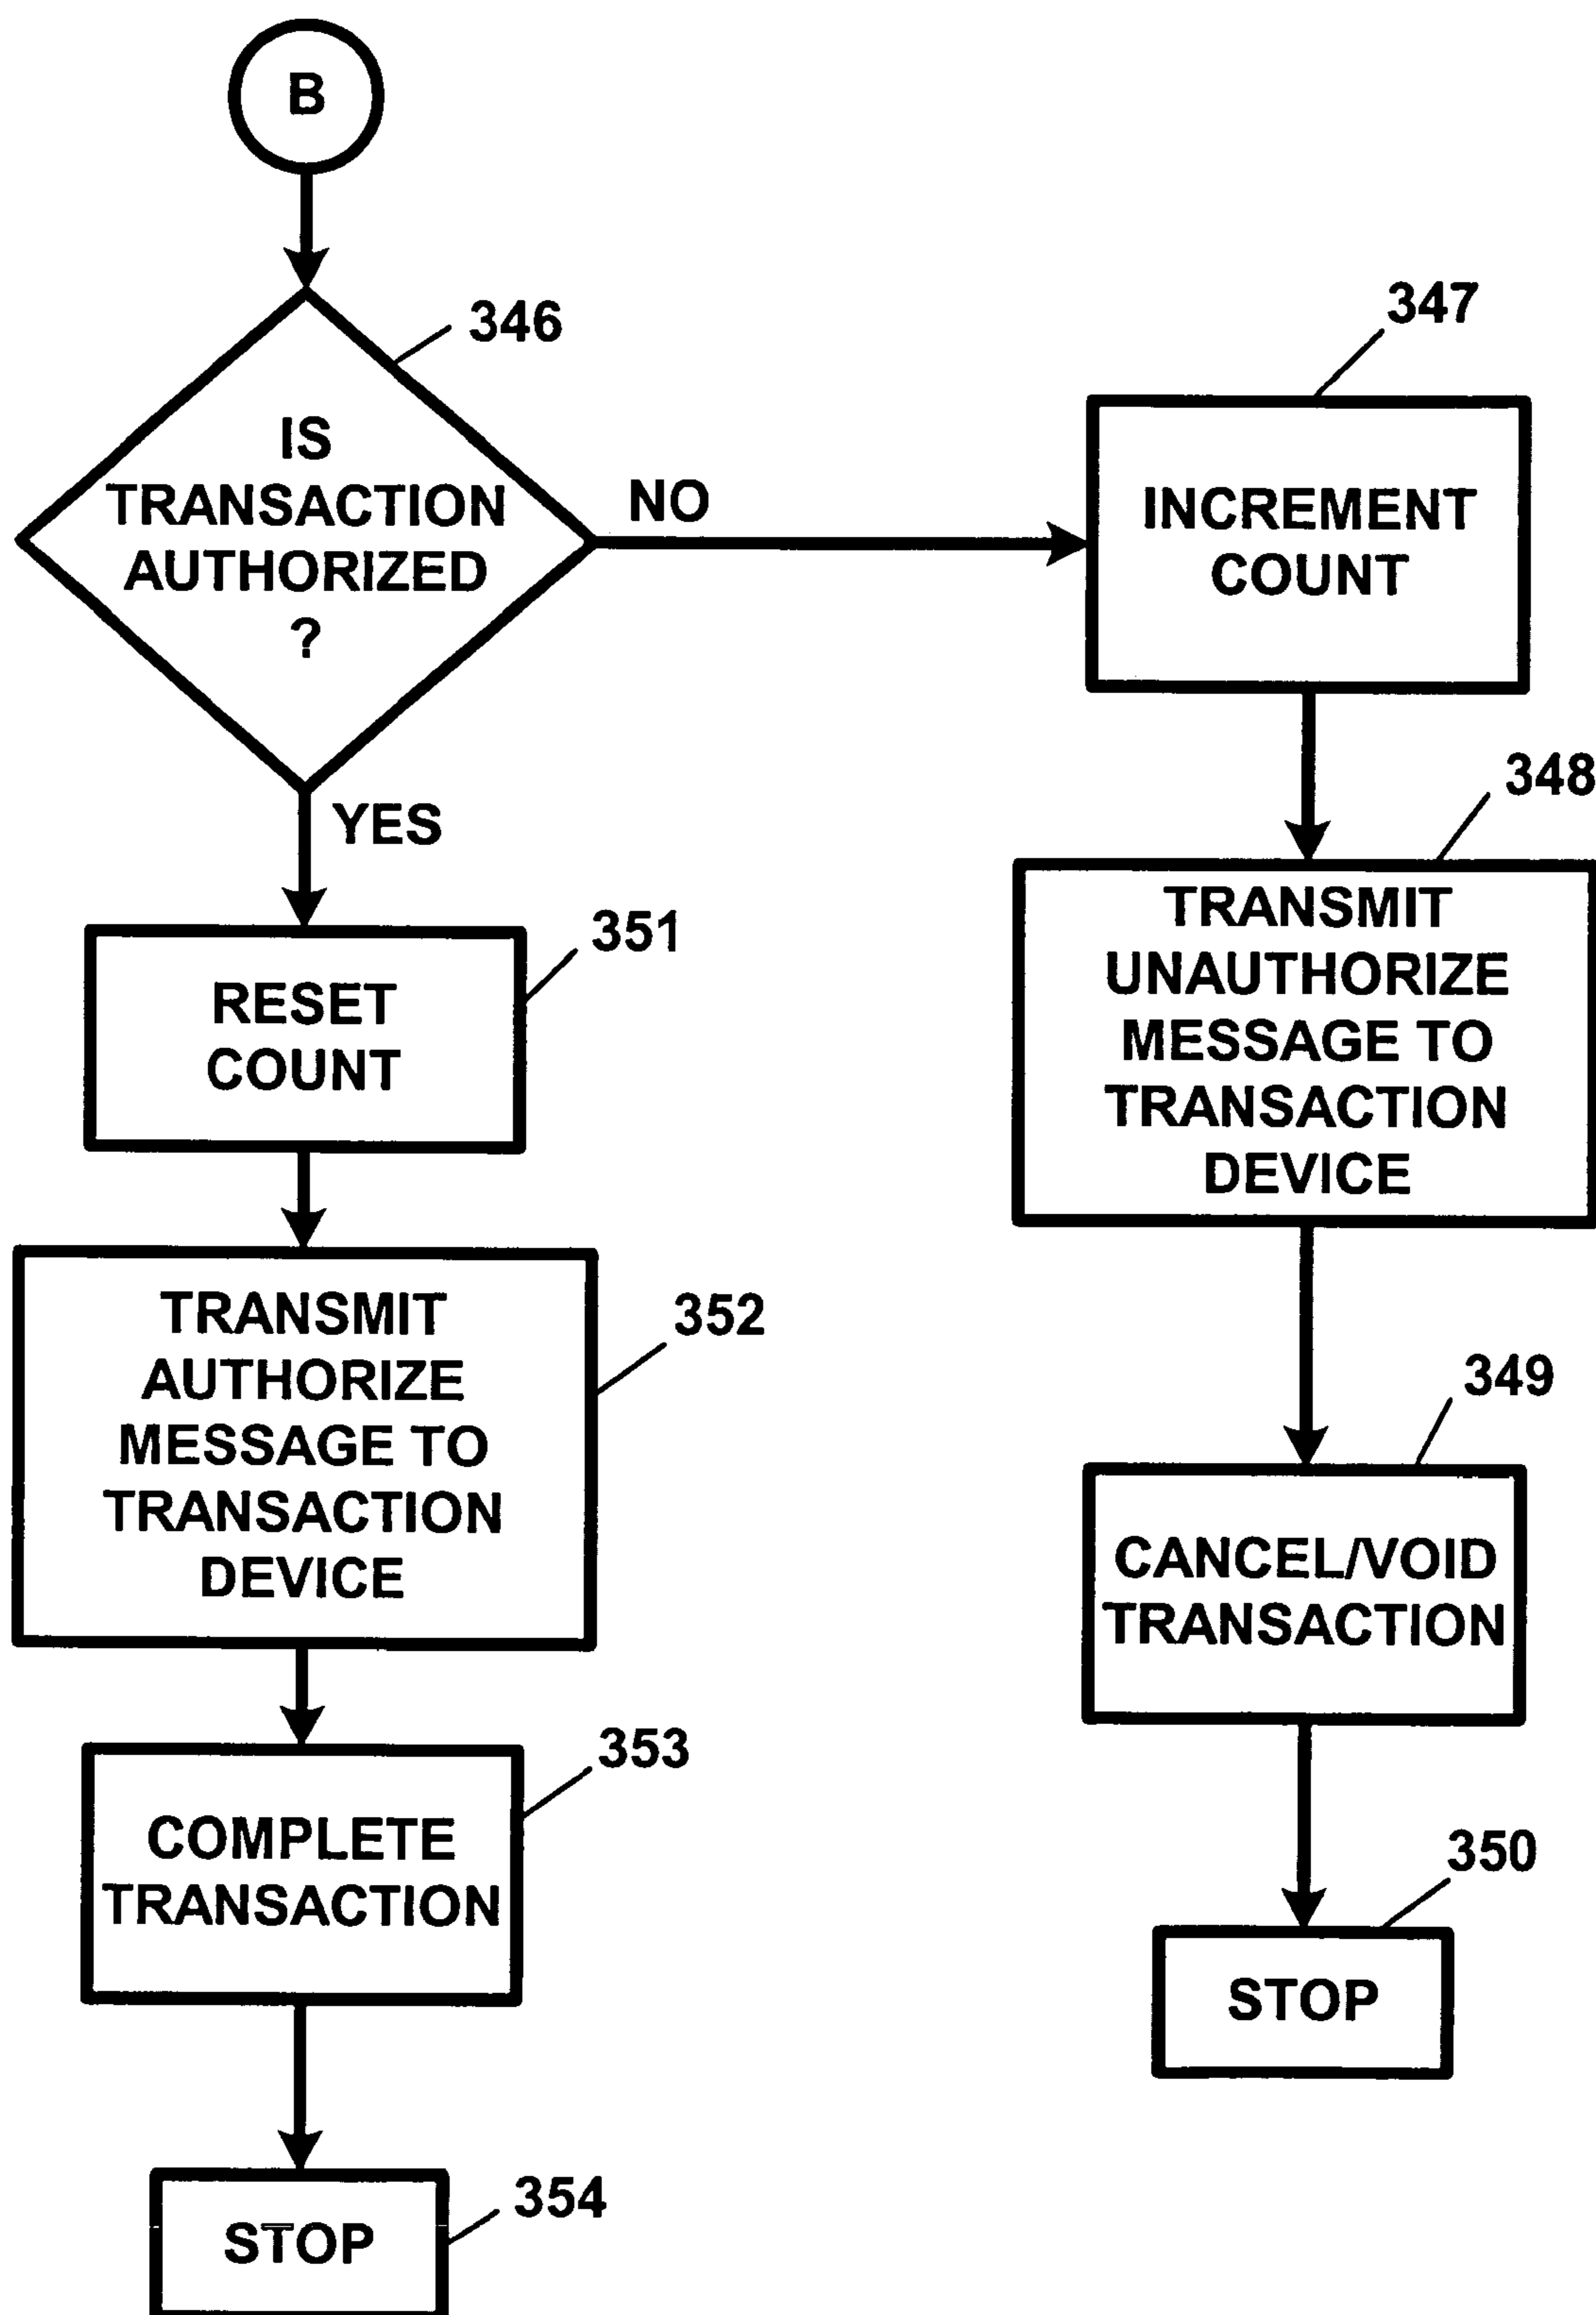 B
346
IS
TRANSACTION
AUTHORIZED
?
NO
YES
347
INCREMENT
COUNT
348
TRANSMIT
UNAUTHORIZE
MESSAGE TO
TRANSACTION
DEVICE
349
CANCEL/VOID
TRANSACTION
350
STOP
351
RESET
COUNT
352
TRANSMIT
AUTHORIZE
MESSAGE TO
TRANSACTION
DEVICE
353
COMPLETE
TRANSACTION
354
STOP